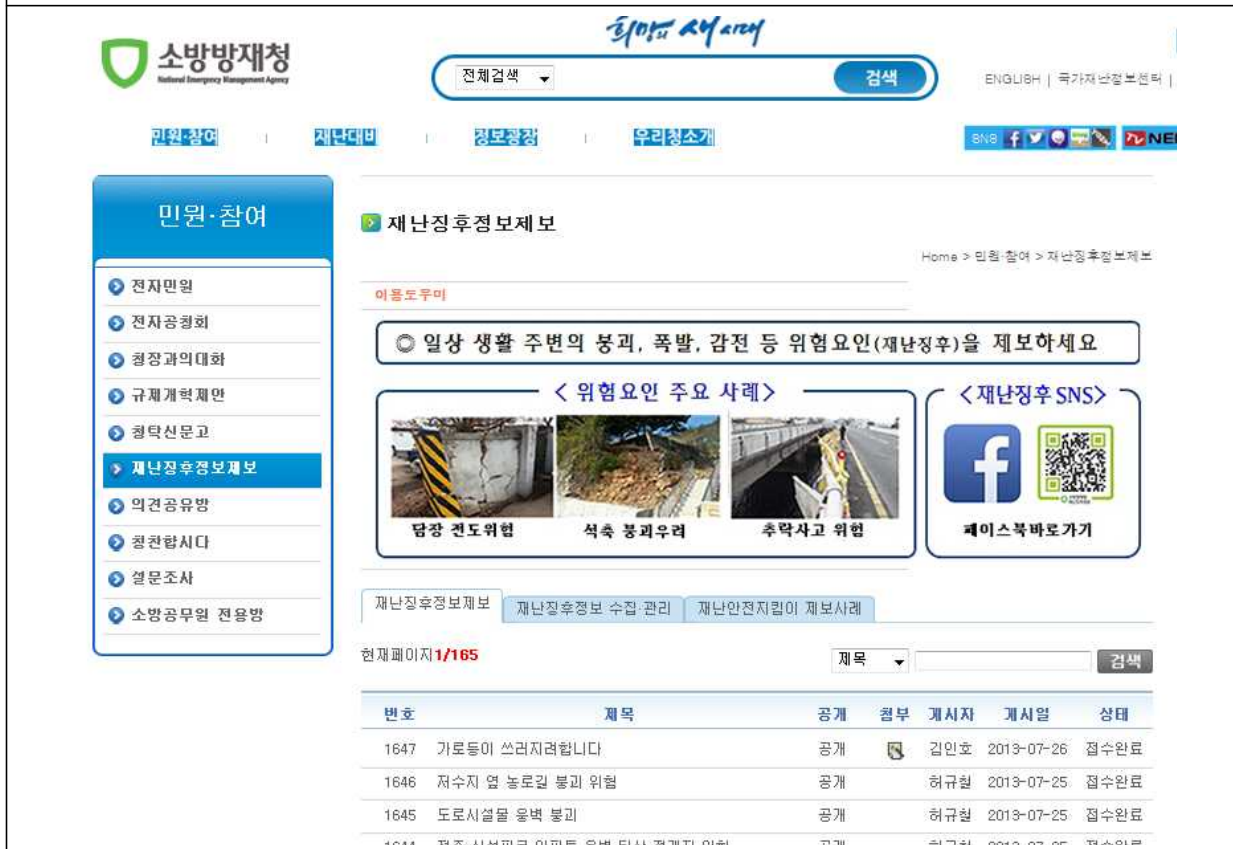 희망의 새 시대
소방방재청
National Emergency Management Agency
전체검색
검색
ENGLISH | 국가재난정보센터 |
민원·참여 | 재난대비 | 정보광장 | 우리청소개
SNS
민원·참여
전자민원
전자공청회
청장과의대화
규제개혁제안
청탁신문고
재난징후정보제보
의견공유방
칭찬합시다
설문조사
소방공무원 전용방
재난징후정보제보
Home > 민원·참여 > 재난징후정보제보
이용도우미
◎ 일상 생활 주변의 붕괴, 폭발, 감전 등 위험요인(재난징후)을 제보하세요
< 위험요인 주요 사례>
담장 전도위험
석축 붕괴우려
추락사고 위험
<재난징후 SNS>
페이스북바로가기
재난징후정보제보
재난징후정보 수집·관리
재난안전지킴이 제보사례
현재페이지1/165
제목
검색
번호 제목 공개 첨부 게시자 게시일 상태
1647 가로등이 쓰러지려합니다 공개 김인호 2013-07-26 접수완료
1646 저수지 옆 농로길 붕괴 위험 공개 허규철 2013-07-25 접수완료
1645 도로시설물 옹벽 붕괴 공개 허규철 2013-07-25 접수완료